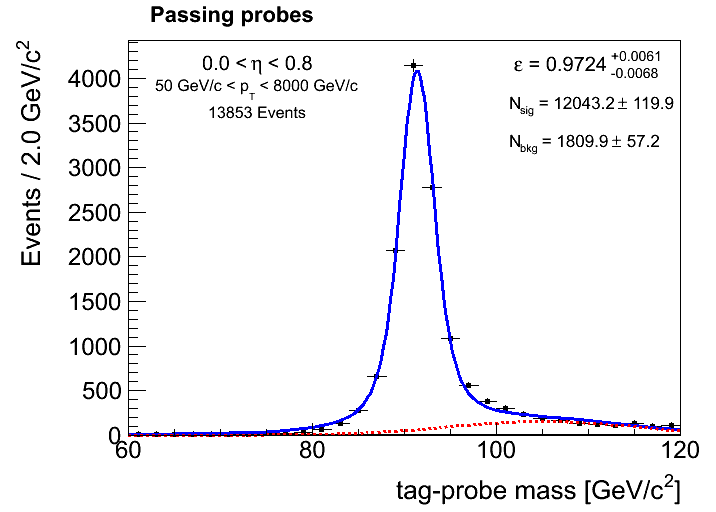 Passing probes
0.0 < η < 0.8
50 GeV/c < p_T < 8000 GeV/c
13853 Events
ε = 0.9724 +0.0061 -0.0068
N_sig = 12043.2 ± 119.9
N_bkg = 1809.9 ± 57.2
Events / 2.0 GeV/c²
4000
3500
3000
2500
2000
1500
1000
500
0
60 80 100 120
tag-probe mass [GeV/c²]